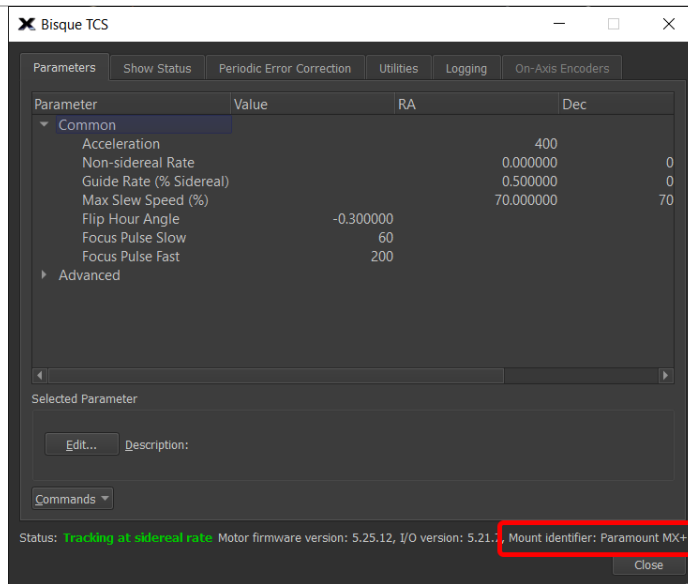 Bisque TCS
Parameters Show Status Periodic Error Correction Utilities Logging On-Axis Encoders
Parameter Value RA Dec
Common
Acceleration 400
Non-sidereal Rate 0.000000 0
Guide Rate (% Sidereal) 0.500000 0
Max Slew Speed (%) 70.000000 70
Flip Hour Angle -0.300000
Focus Pulse Slow 60
Focus Pulse Fast 200
Advanced
Selected Parameter
Edit... Description:
Commands
Status: Tracking at sidereal rate Motor firmware version: 5.25.12, I/O version: 5.21. , Mount identifier: Paramount MX+
Close